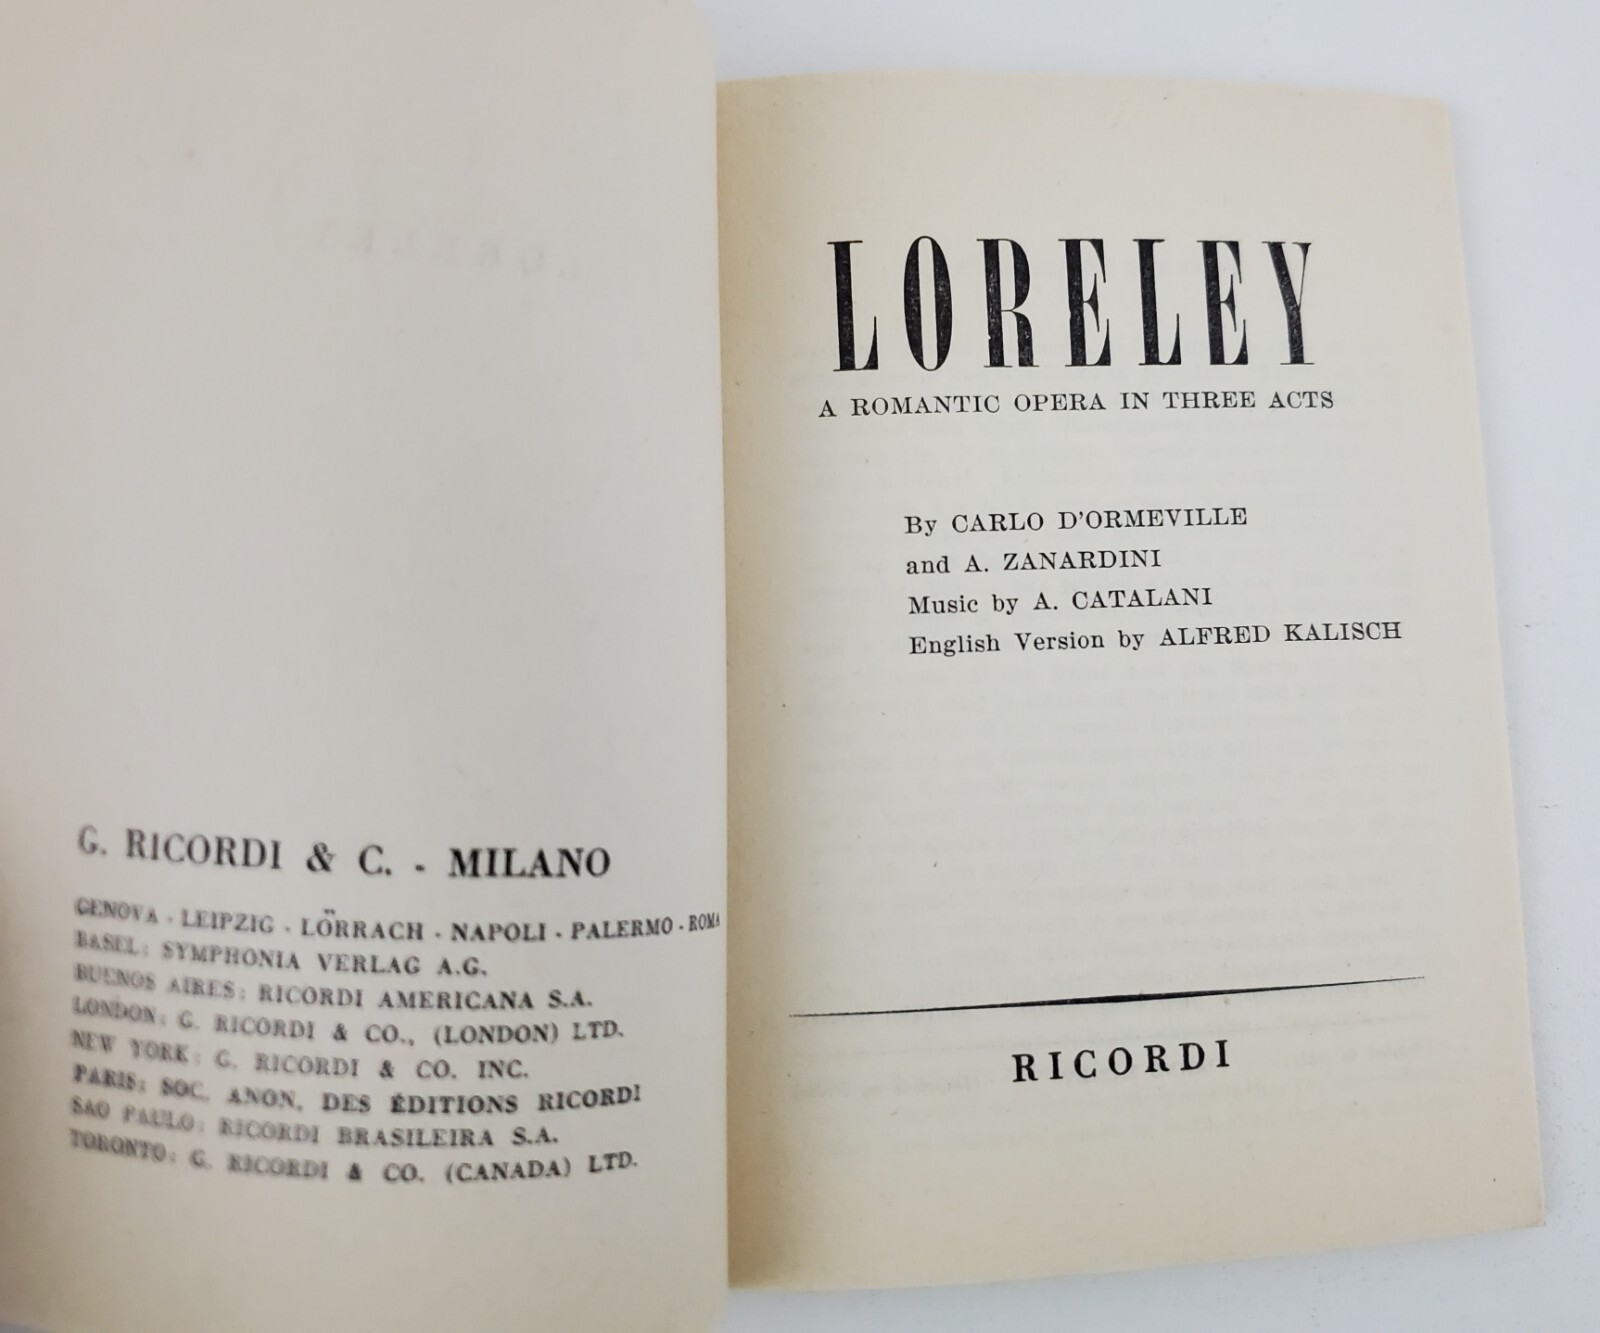 G. RICORDI & C. - MILANO
GENOVA - LEIPZIG - LÖRRACH - NAPOLI - PALERMO - ROMA
BASEL: SYMPHONIA VERLAG A.G.
BUENOS AIRES: RICORDI AMERICANA S.A.
LONDON: G. RICORDI & CO., (LONDON) LTD.
NEW YORK: G. RICORDI & CO. INC.
PARIS: SOC. ANON. DES ÉDITIONS RICORDI
SAO PAULO: RICORDI BRASILEIRA S.A.
TORONTO: G. RICORDI & CO. (CANADA) LTD.
LORELEY
A ROMANTIC OPERA IN THREE ACTS
By CARLO D'ORMEVILLE
and A. ZANARDINI
Music by A. CATALANI
English Version by ALFRED KALISCH
RICORDI